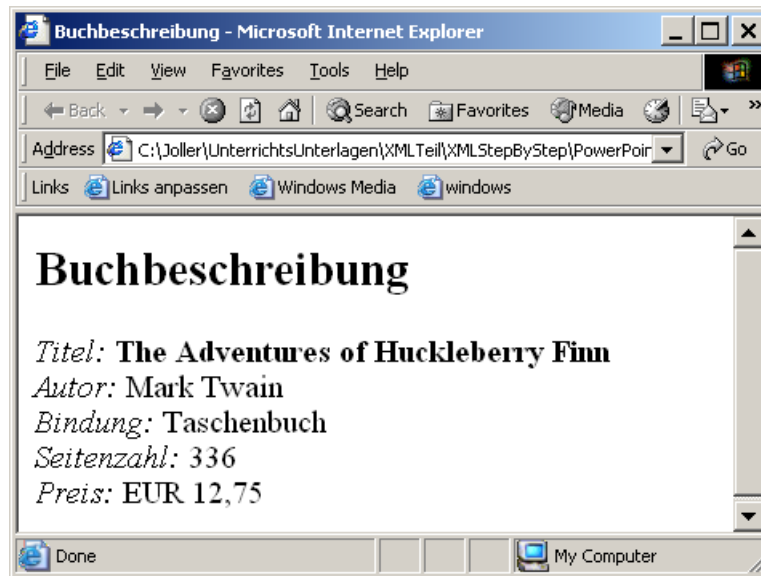 Buchbeschreibung - Microsoft Internet Explorer
File Edit View Favorites Tools Help
Back Search Favorites Media »
Address C:\Joller\UnterrichtsUnterlagen\XMLTeil\XMLStepByStep\PowerPoir Go
Links Links anpassen Windows Media windows
Buchbeschreibung
Titel: The Adventures of Huckleberry Finn
Autor: Mark Twain
Bindung: Taschenbuch
Seitenzahl: 336
Preis: EUR 12,75
Done My Computer